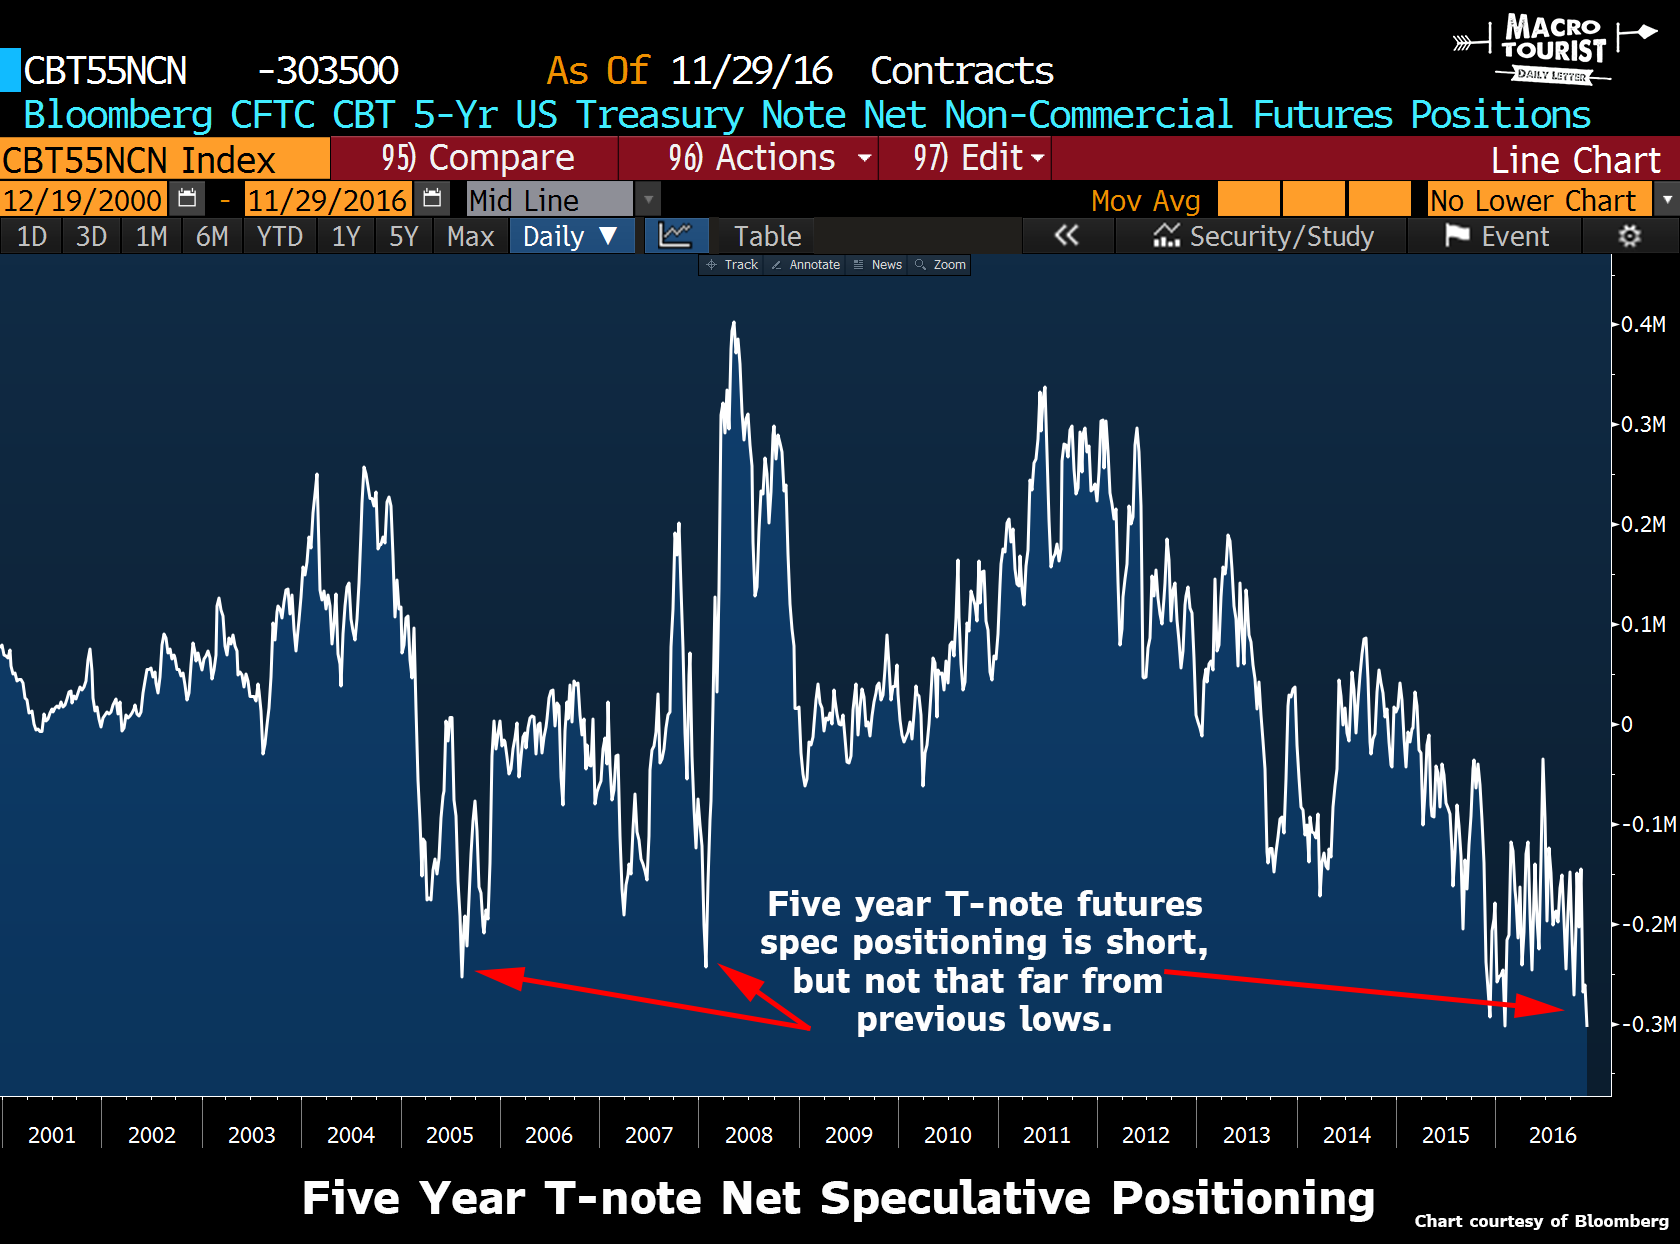 MACRO
TOURIST
DAILY LETTER
CBT55NCN -303500 As Of 11/29/16 Contracts
Bloomberg CFTC CBT 5-Yr US Treasury Note Net Non-Commercial Futures Positions
CBT55NCN Index 95) Compare 96) Actions 97) Edit Line Chart
12/19/2000 - 11/29/2016 Mid Line Mov Avg No Lower Chart
1D 3D 1M 6M YTD 1Y 5Y Max Daily ▼ Table « Security/Study Event
Track Annotate News Zoom
0.4M
0.3M
0.2M
0.1M
0
-0.1M
-0.2M
-0.3M
Five year T-note futures
spec positioning is short,
but not that far from
previous lows.
2001 2002 2003 2004 2005 2006 2007 2008 2009 2010 2011 2012 2013 2014 2015 2016
Five Year T-note Net Speculative Positioning
Chart courtesy of Bloomberg